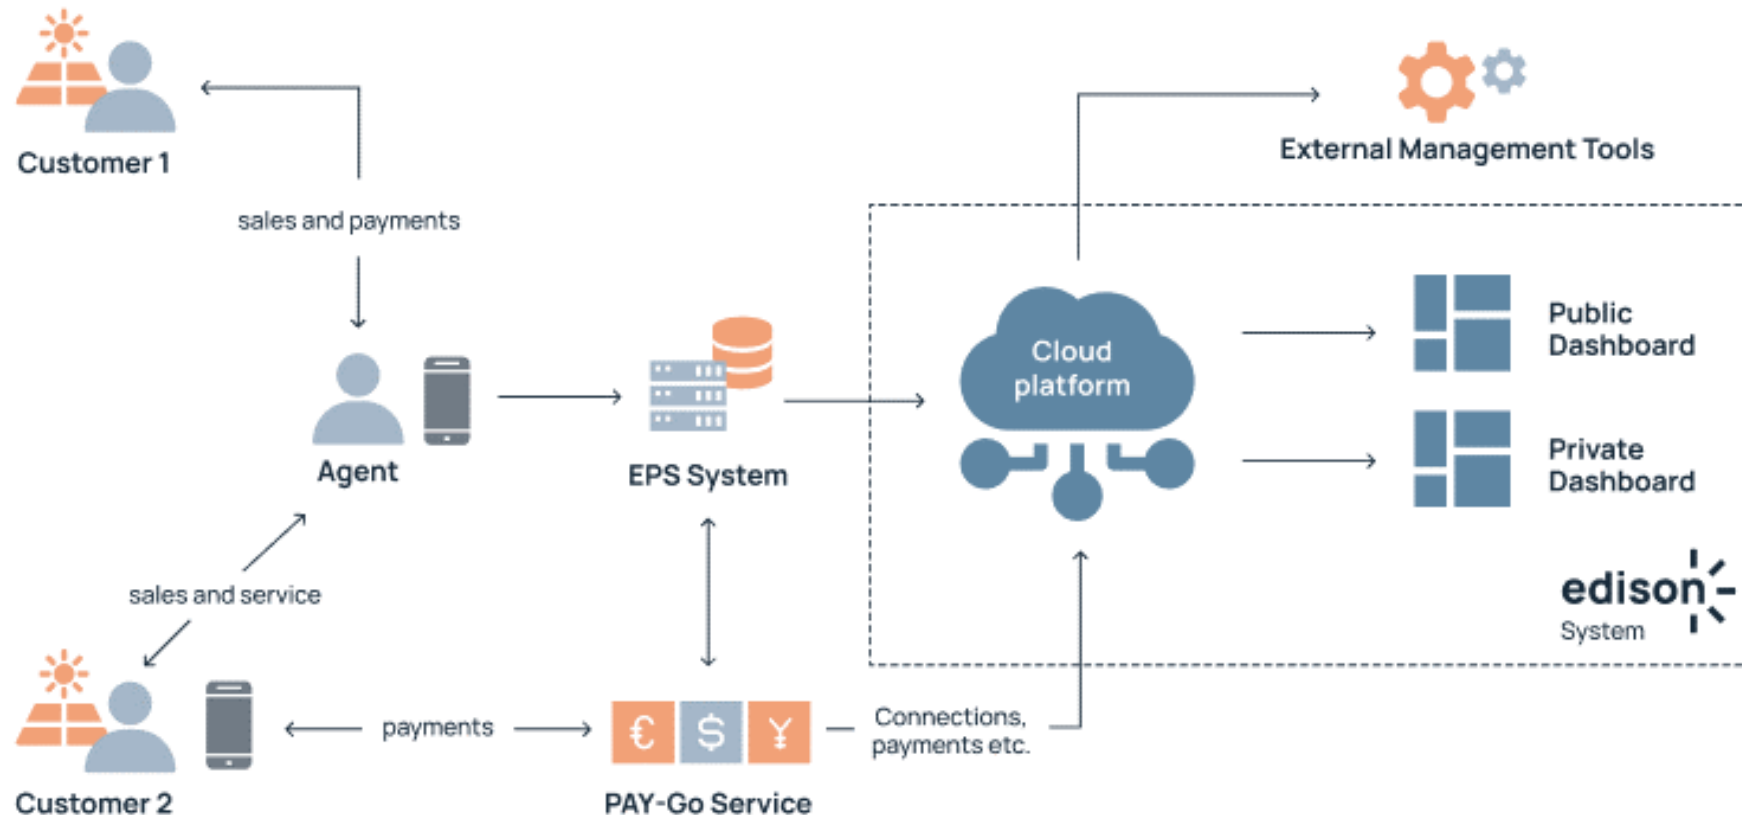 Customer 1
External Management Tools
sales and payments
Cloud
platform
Public
Dashboard
Private
Dashboard
Agent
EPS System
edison
System
sales and service
payments
€ $ ¥
Connections,
payments etc.
Customer 2
PAY-Go Service